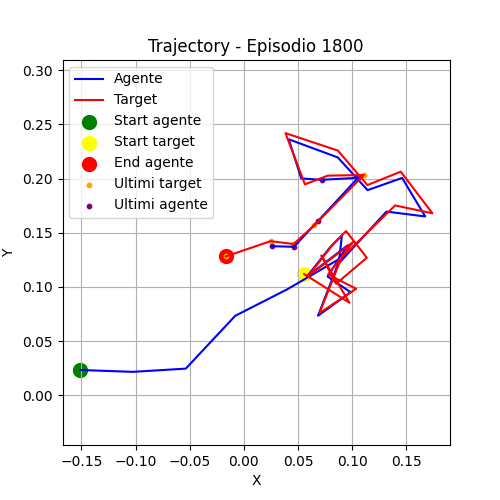 Trajectory - Episodio 1800
Agente
Target
Start agente
Start target
End agente
Ultimi target
Ultimi agente
0.30
0.25
0.20
0.15
0.10
0.05
0.00
Y
−0.15 −0.10 −0.05 0.00 0.05 0.10 0.15
X